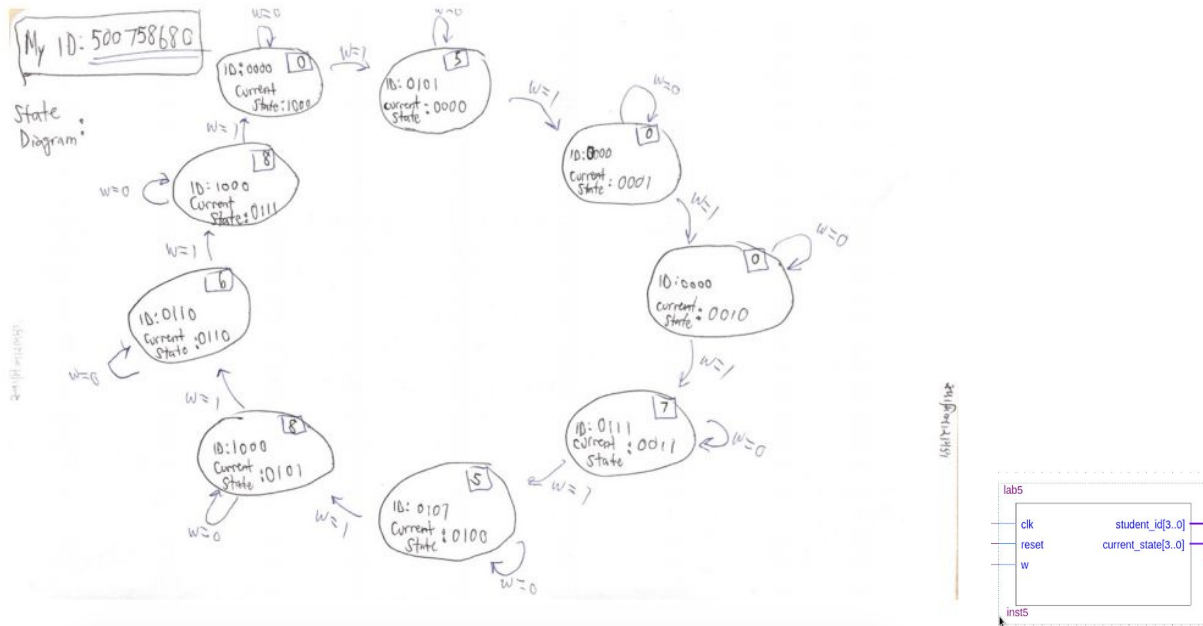 My ID: 500758680
State
Diagram:
w=0
ID:0000 0
Current
State:1000
w=1
w=0
ID:0101 5
Current
State:0000
w=1
w=0
ID:0000 0
Current
State:0001
w=1
w=0
ID:0000 0
Current
State:0010
w=1
ID:0111 7
Current
State:0011
w=0
w=1
ID:0101 5
Current
State:0100
w=0
w=1
ID:1000 8
Current
State:0101
w=0
w=1
ID:0110 6
Current
State:0110
w=0
w=1
ID:1000 8
Current
State:0111
w=0
w=1
lab5
clk student_id[3..0]
reset current_state[3..0]
w
inst5